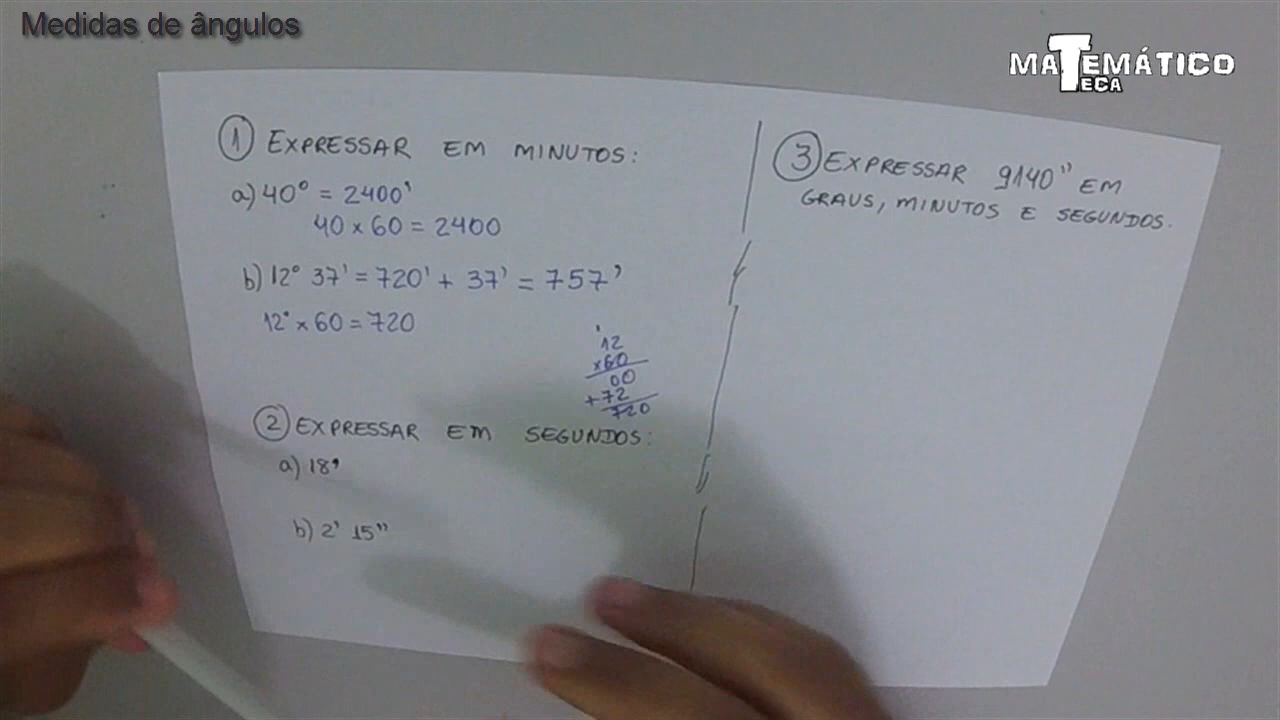 Medidas de ângulos
MATEMÁTICO
TECA
1 EXPRESSAR EM MINUTOS:
a) 40° = 2400'
40 x 60 = 2400
b) 12° 37' = 720' + 37' = 757'
12° x 60 = 720
1
12
x60
00
+72
720
2 EXPRESSAR EM SEGUNDOS:
a) 18'
b) 2' 15"
3 EXPRESSAR 9140" EM
GRAUS, MINUTOS E SEGUNDOS.